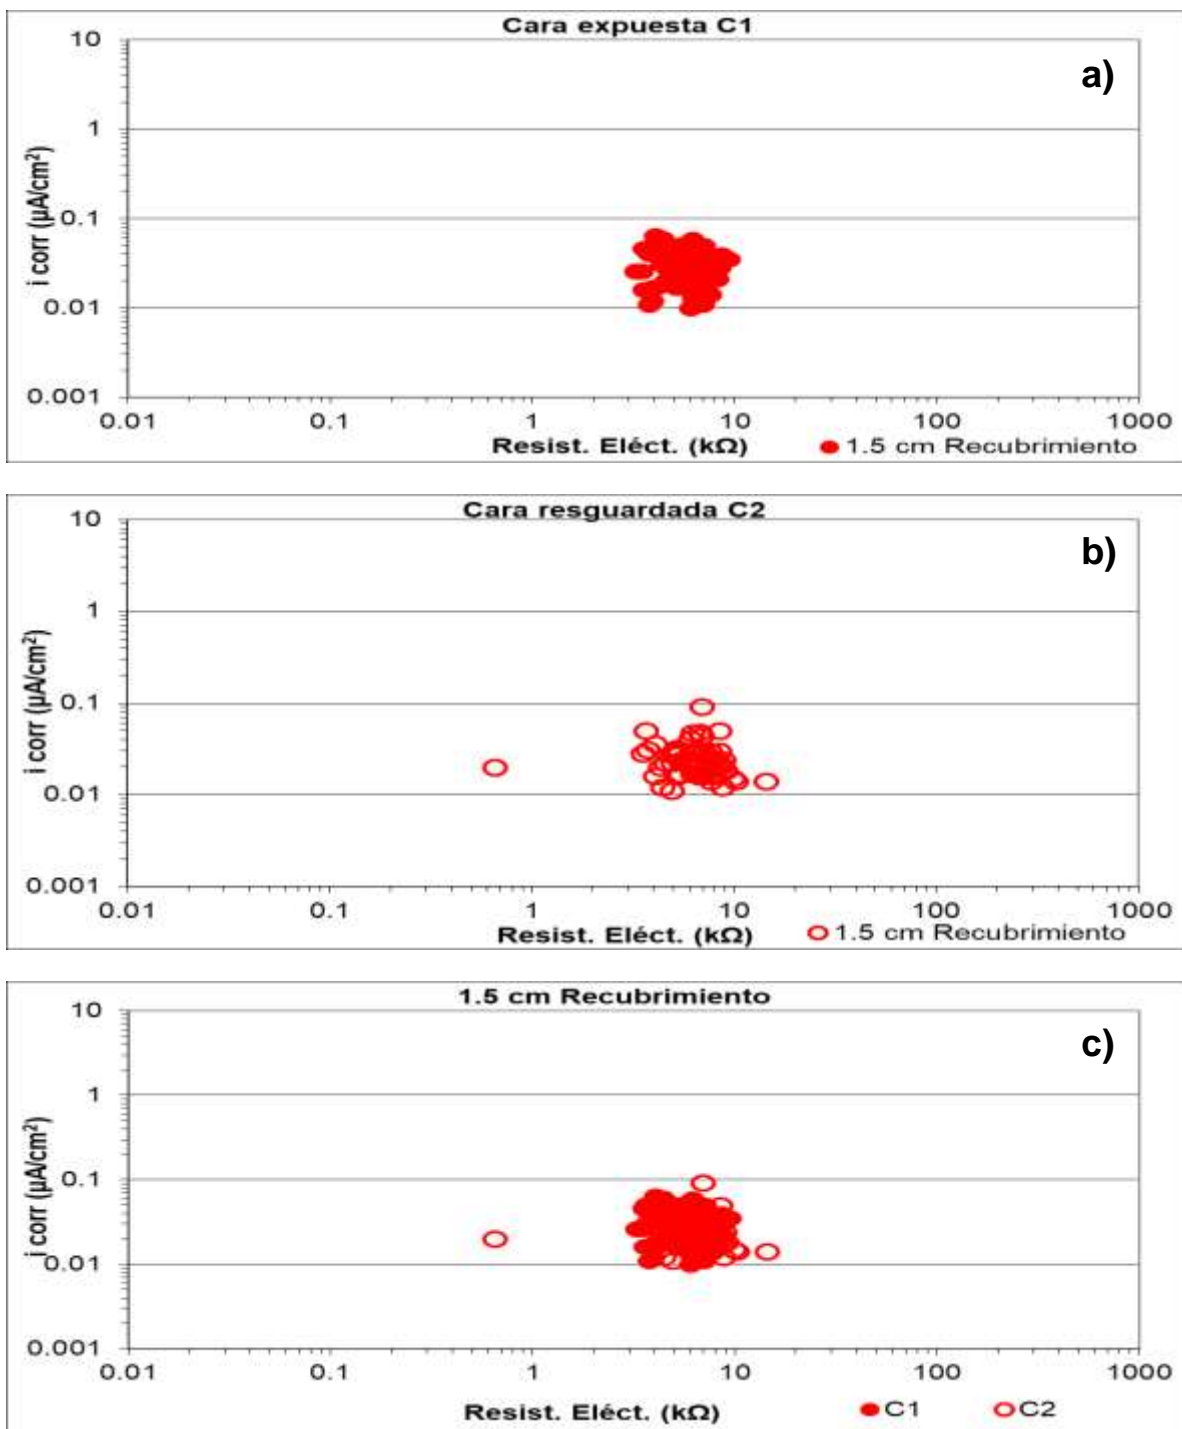 Cara expuesta C1
a)
10
1
0.1
0.01
0.001
i corr (µA/cm²)
0.01 0.1 1 10 100 1000
Resist. Eléct. (kΩ)
1.5 cm Recubrimiento
Cara resguardada C2
b)
10
1
0.1
0.01
0.001
i corr (µA/cm²)
0.01 0.1 1 10 100 1000
Resist. Eléct. (kΩ)
1.5 cm Recubrimiento
1.5 cm Recubrimiento
c)
10
1
0.1
0.01
0.001
i corr (µA/cm²)
0.01 0.1 1 10 100 1000
Resist. Eléct. (kΩ)
C1 C2